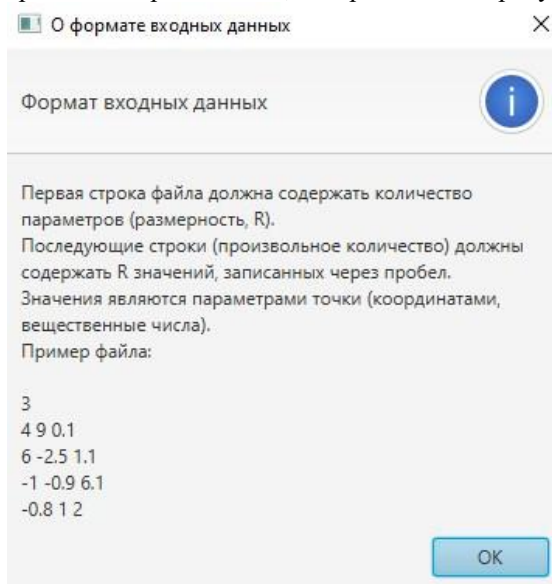 О формате входных данных
Формат входных данных
Первая строка файла должна содержать количество
параметров (размерность, R).
Последующие строки (произвольное количество) должны
содержать R значений, записанных через пробел.
Значения являются параметрами точки (координатами,
вещественные числа).
Пример файла:
3
4 9 0.1
6 -2.5 1.1
-1 -0.9 6.1
-0.8 1 2
OK